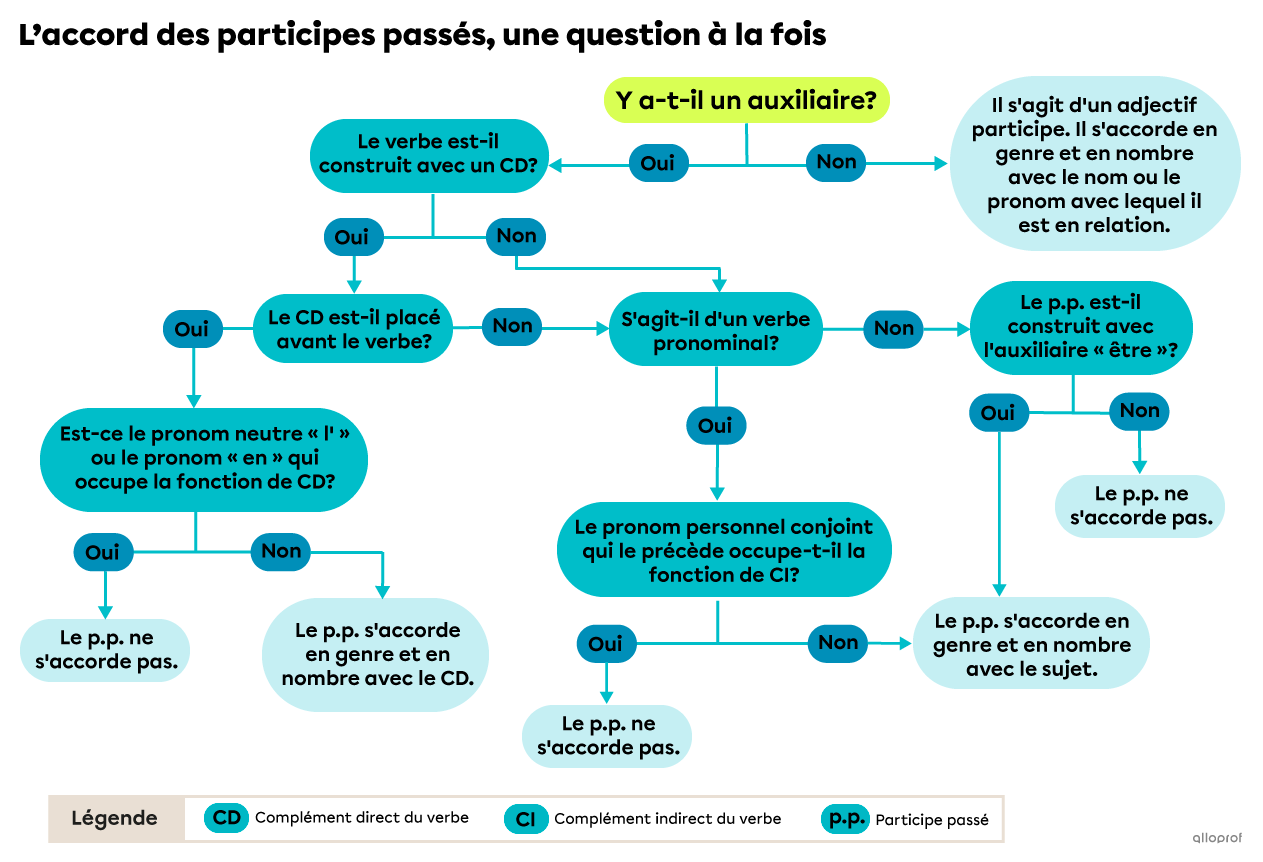 L'accord des participes passés, une question à la fois
Y a-t-il un auxiliaire?
Oui
Non
Il s'agit d'un adjectif
participe. Il s'accorde en
genre et en nombre
avec le nom ou le
pronom avec lequel il
est en relation.
Le verbe est-il
construit avec un CD?
Oui
Non
Oui
Le CD est-il placé
avant le verbe?
Non
S'agit-il d'un verbe
pronominal?
Non
Le p.p. est-il
construit avec
l'auxiliaire « être »?
Oui
Non
Le p.p. ne
s'accorde pas.
Est-ce le pronom neutre « l' »
ou le pronom « en » qui
occupe la fonction de CD?
Oui
Non
Le p.p. ne
s'accorde pas.
Le p.p. s'accorde
en genre et en
nombre avec le CD.
Oui
Le pronom personnel conjoint
qui le précède occupe-t-il la
fonction de CI?
Oui
Non
Le p.p. s'accorde en
genre et en nombre
avec le sujet.
Le p.p. ne
s'accorde pas.
Légende
CD Complément direct du verbe
CI Complément indirect du verbe
p.p. Participe passé
alloprof